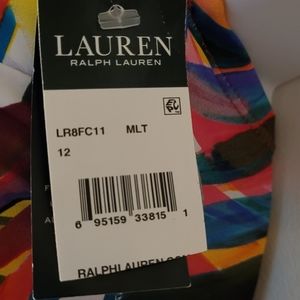 LAUREN
RALPH LAUREN
LR8FC11 MLT
12
6 95159 33815 1
RALPHLAUREN.CO